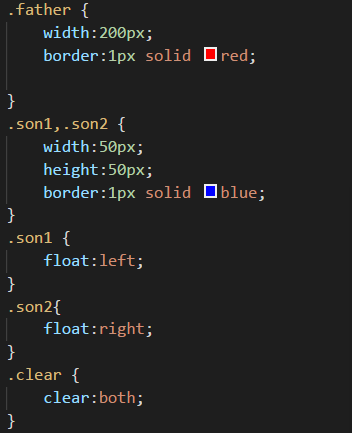 .father {
    width:200px;
    border:1px solid red;

}
.son1,.son2 {
    width:50px;
    height:50px;
    border:1px solid blue;
}
.son1 {
    float:left;
}
.son2{
    float:right;
}
.clear {
    clear:both;
}